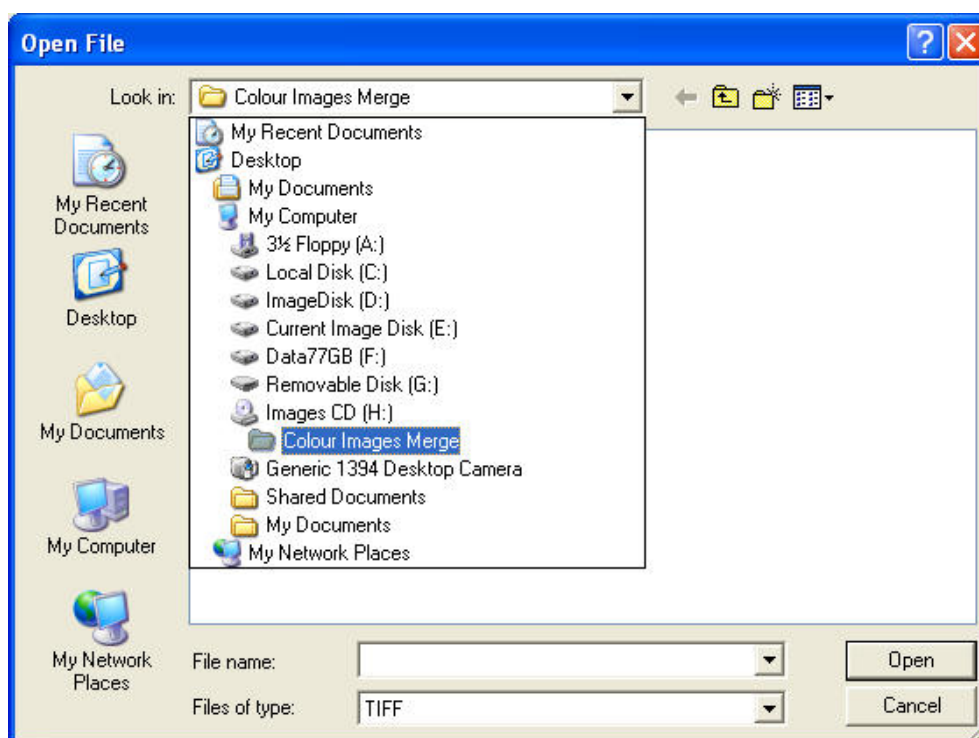 Open File
Look in:
Colour Images Merge
My Recent Documents
Desktop
My Documents
My Computer
3½ Floppy (A:)
Local Disk (C:)
ImageDisk (D:)
Current Image Disk (E:)
Data77GB (F:)
Removable Disk (G:)
Images CD (H:)
Colour Images Merge
Generic 1394 Desktop Camera
Shared Documents
My Documents
My Network Places
My Recent
Documents
Desktop
My Documents
My Computer
My Network
Places
File name:
Open
Files of type:
TIFF
Cancel